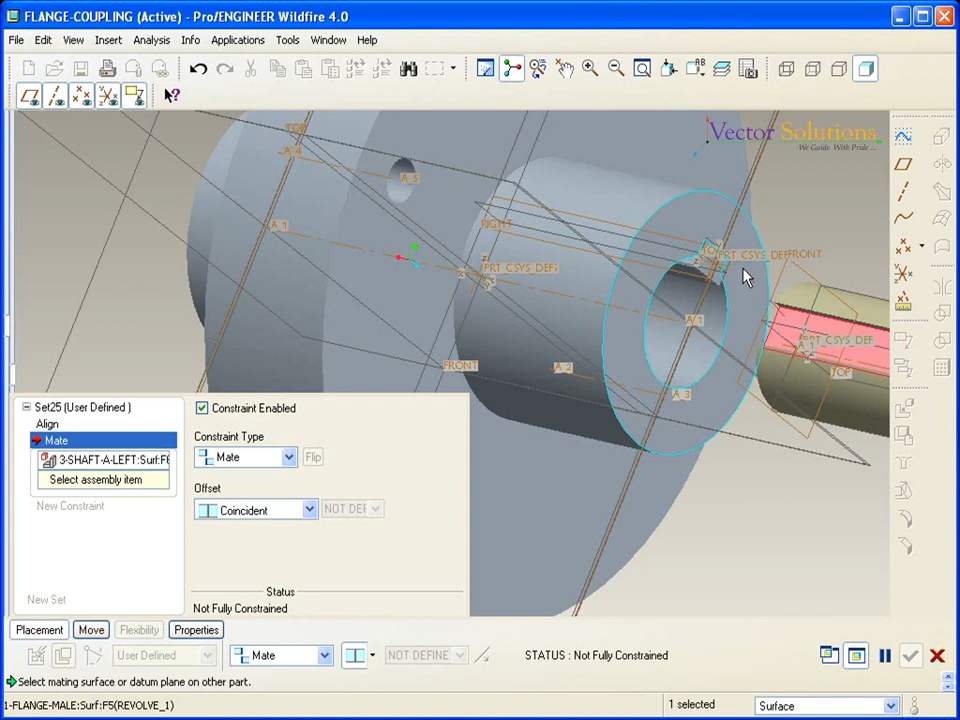 FLANGE-COUPLING (Active) - Pro/ENGINEER Wildfire 4.0
File Edit View Insert Analysis Info Applications Tools Window Help
Vector Solutions
We Guide With Pride ...
TOP
A_4
A_5
A_1
RIGHT
PRT_CSYS_DEF
FRONT
PRT_CSYS_DEF
A_1
PRT_CSYS_DEF
A_1
TOP
FRONT
A_2
A_3
Set25 (User Defined )
Align
Mate
3-SHAFT-A-LEFT:Surf:F
Select assembly item
New Constraint
New Set
Constraint Enabled
Constraint Type
Mate Flip
Offset
Coincident NOT DEF
Status
Not Fully Constrained
Placement Move Flexibility Properties
User Defined Mate NOT DEFINE STATUS : Not Fully Constrained
Select mating surface or datum plane on other part.
1-FLANGE-MALE:Surf:F5(REVOLVE_1) 1 selected Surface